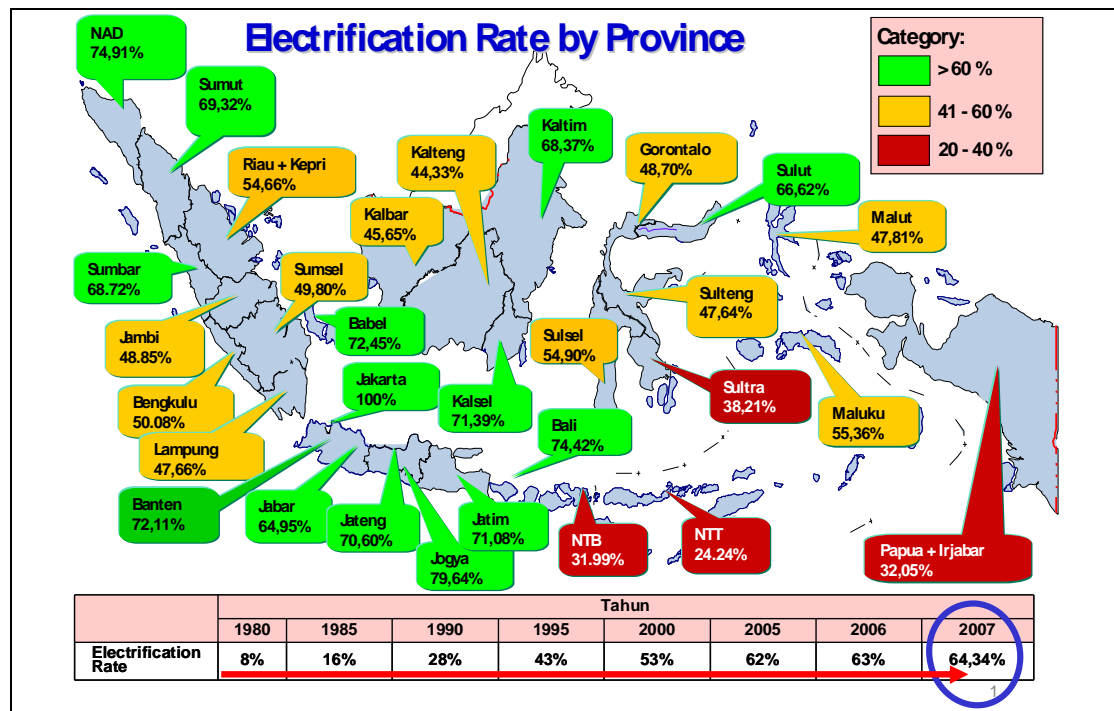 Electrification Rate by Province
Category:
> 60 %
41 - 60 %
20 - 40 %
NAD
74,91%
Sumut
69,32%
Riau + Kepri
54,66%
Kalteng
44,33%
Kaltim
68,37%
Gorontalo
48,70%
Sulut
66,62%
Kalbar
45,65%
Malut
47,81%
Sumbar
68.72%
Sumsel
49,80%
Sulteng
47,64%
Jambi
48.85%
Babel
72,45%
Sulsel
54,90%
Bengkulu
50.08%
Jakarta
100%
Kalsel
71,39%
Sultra
38,21%
Maluku
55,36%
Lampung
47,66%
Bali
74,42%
Banten
72,11%
Jabar
64,95%
Jateng
70,60%
Jogya
79,64%
Jatim
71,08%
NTB
31.99%
NTT
24.24%
Papua + Irjabar
32,05%
Tahun
1980 1985 1990 1995 2000 2005 2006 2007
Electrification
Rate
8% 16% 28% 43% 53% 62% 63% 64,34%
1